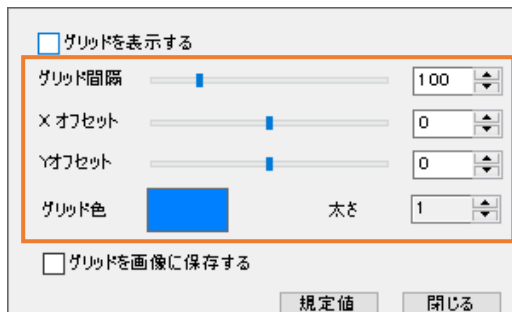 グリッドを表示する
グリッド間隔 100
X オフセット 0
Yオフセット 0
グリッド色 太さ 1
グリッドを画像に保存する
規定値 閉じる